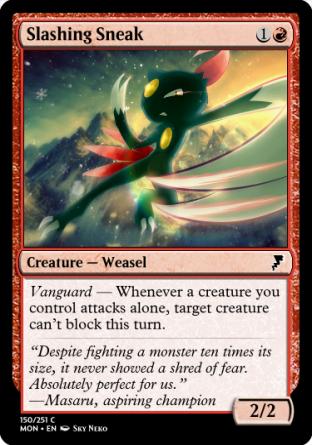 Slashing Sneak 1
Creature — Weasel
Vanguard — Whenever a creature you
control attacks alone, target creature
can't block this turn.
"Despite fighting a monster ten times its
size, it never showed a shred of fear.
Absolutely perfect for us."
—Masaru, aspiring champion
2/2
150/251 C
MON • EN Sky Neko